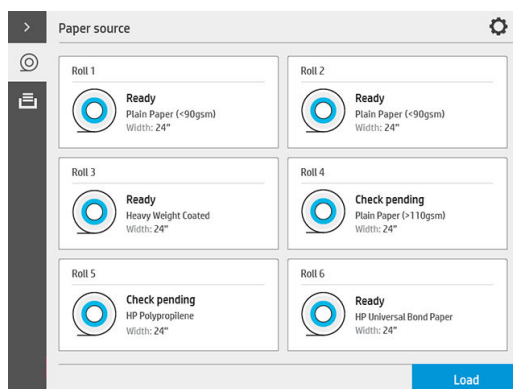 Paper source
Roll 1
Ready
Plain Paper (<90gsm)
Width: 24"
Roll 2
Ready
Plain Paper (<90gsm)
Width: 24"
Roll 3
Ready
Heavy Weight Coated
Width: 24"
Roll 4
Check pending
Plain Paper (>110gsm)
Width: 24"
Roll 5
Check pending
HP Polypropilene
Width: 24"
Roll 6
Ready
HP Universal Bond Paper
Width: 24"
Load